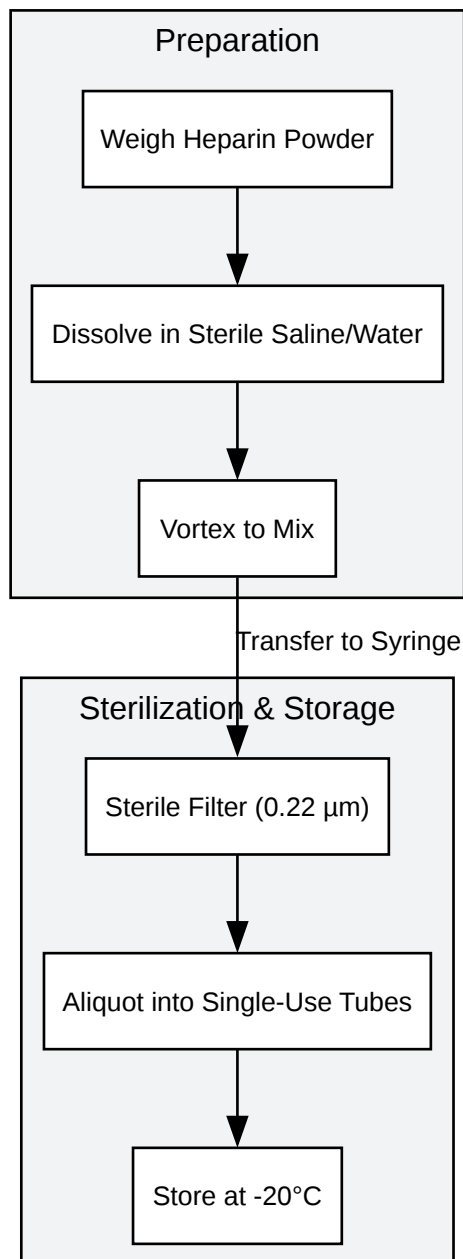 Preparation
Weigh Heparin Powder
Dissolve in Sterile Saline/Water
Vortex to Mix
Transfer to Syringe
Sterilization & Storage
Sterile Filter (0.22 µm)
Aliquot into Single-Use Tubes
Store at -20°C